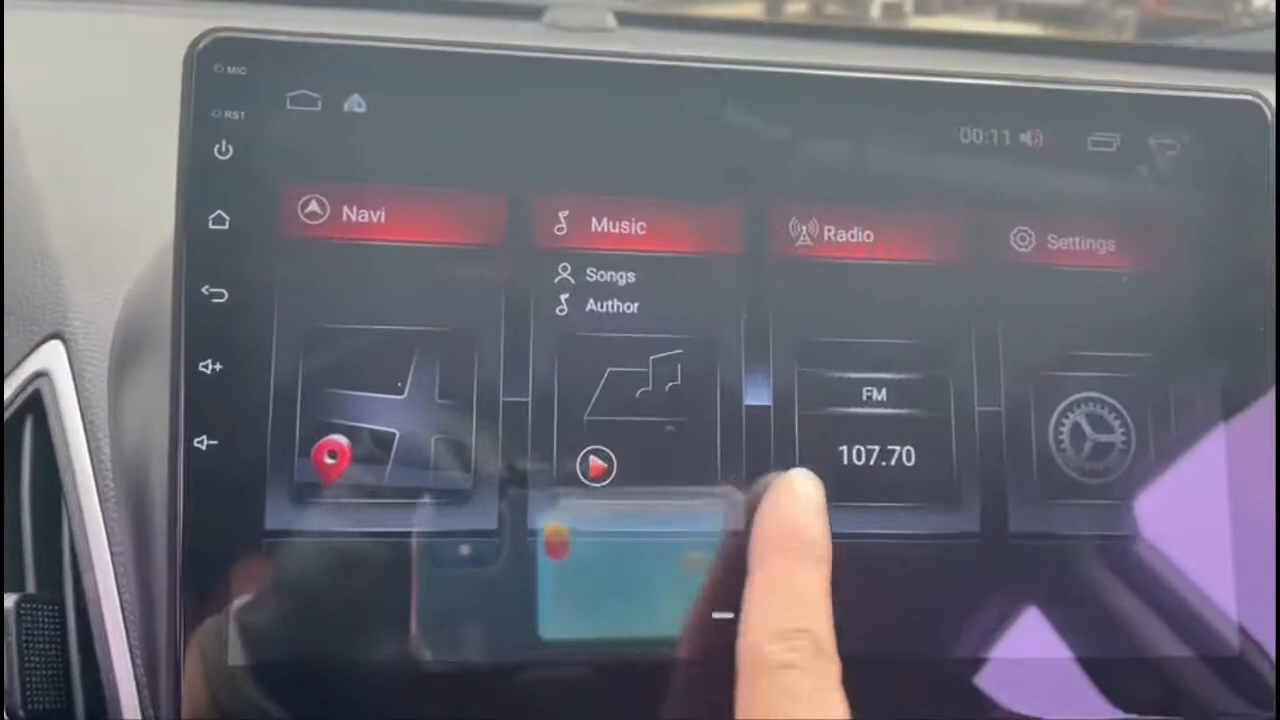 MIC
RST
00:11
Navi
Music
Radio
Settings
Songs
Author
FM
107.70